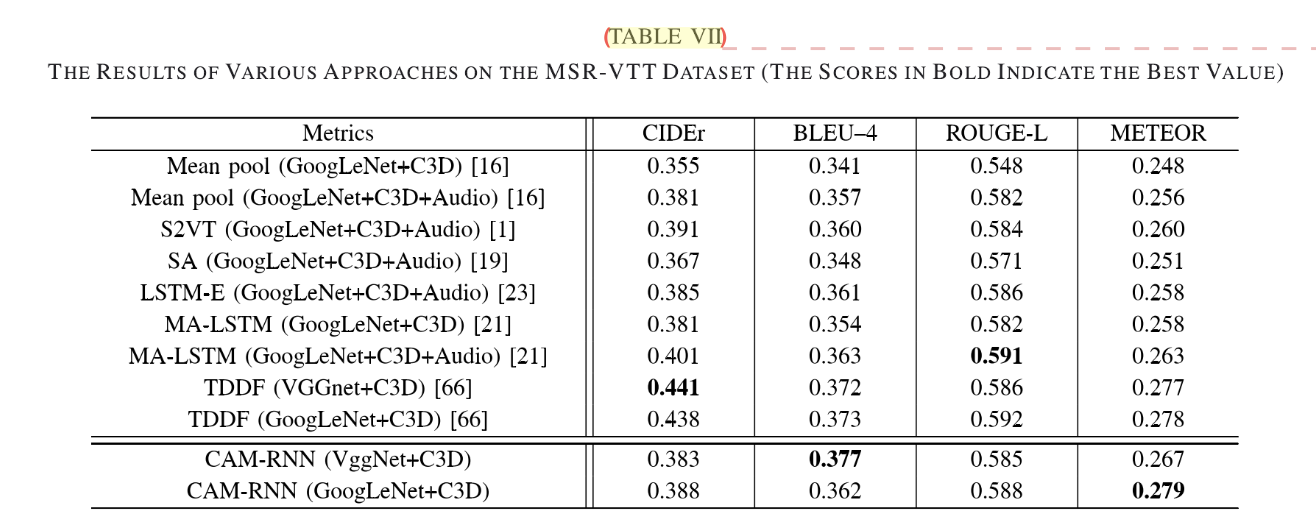 (TABLE VII)
THE RESULTS OF VARIOUS APPROACHES ON THE MSR-VTT DATASET (THE SCORES IN BOLD INDICATE THE BEST VALUE)
Metrics CIDEr BLEU–4 ROUGE-L METEOR
Mean pool (GoogLeNet+C3D) [16] 0.355 0.341 0.548 0.248
Mean pool (GoogLeNet+C3D+Audio) [16] 0.381 0.357 0.582 0.256
S2VT (GoogLeNet+C3D+Audio) [1] 0.391 0.360 0.584 0.260
SA (GoogLeNet+C3D+Audio) [19] 0.367 0.348 0.571 0.251
LSTM-E (GoogLeNet+C3D+Audio) [23] 0.385 0.361 0.586 0.258
MA-LSTM (GoogLeNet+C3D) [21] 0.381 0.354 0.582 0.258
MA-LSTM (GoogLeNet+C3D+Audio) [21] 0.401 0.363 0.591 0.263
TDDF (VGGnet+C3D) [66] 0.441 0.372 0.586 0.277
TDDF (GoogLeNet+C3D) [66] 0.438 0.373 0.592 0.278
CAM-RNN (VggNet+C3D) 0.383 0.377 0.585 0.267
CAM-RNN (GoogLeNet+C3D) 0.388 0.362 0.588 0.279